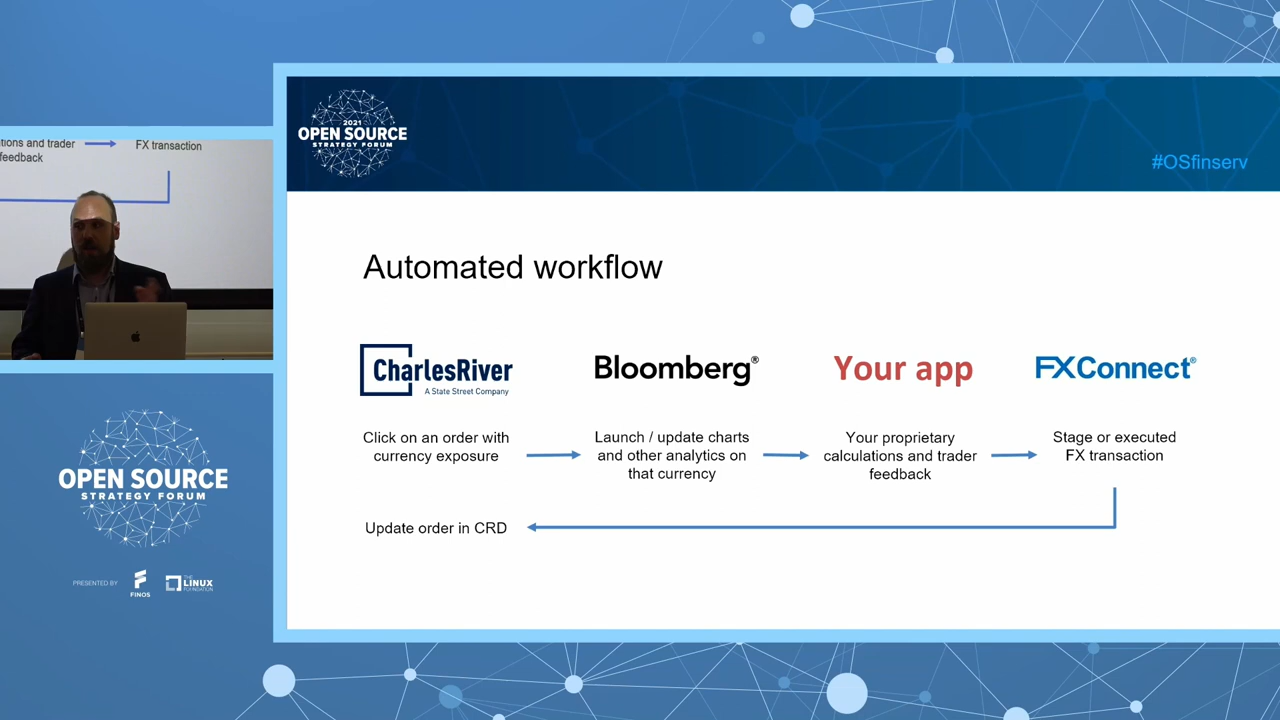 2021
OPEN SOURCE
STRATEGY FORUM
#OSfinserv
tions and trader
feedback
FX transaction
Automated workflow
CharlesRiver
A State Street Company
Bloomberg®
Your app
FXConnect®
Click on an order with
currency exposure
Launch / update charts
and other analytics on
that currency
Your proprietary
calculations and trader
feedback
Stage or executed
FX transaction
Update order in CRD
OPEN SOURCE
STRATEGY FORUM
PRESENTED BY
FINOS
THE
LINUX
FOUNDATION